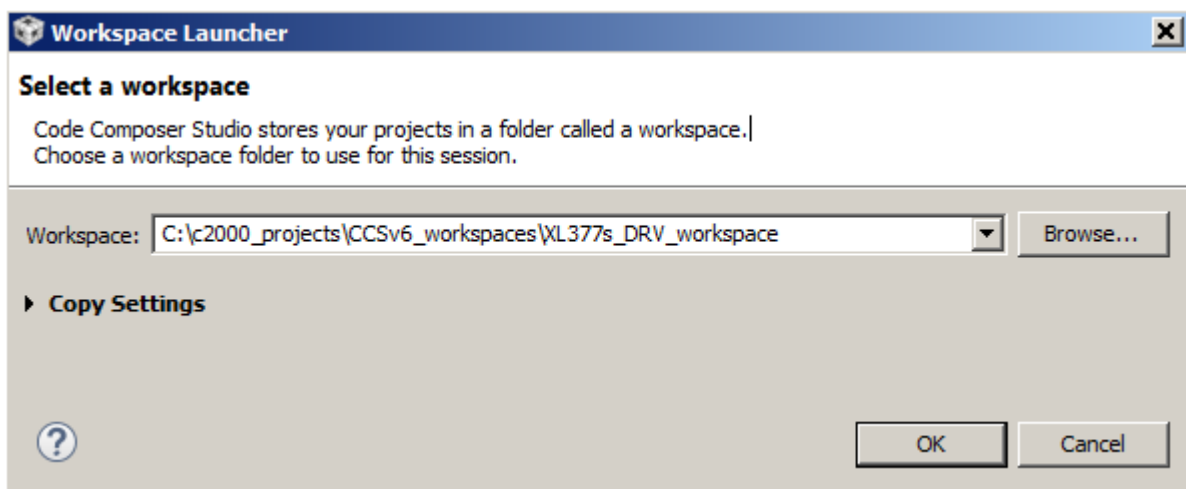 Workspace Launcher
Select a workspace
Code Composer Studio stores your projects in a folder called a workspace.
Choose a workspace folder to use for this session.
Workspace: C:\c2000_projects\CCSv6_workspaces\XL377s_DRV_workspace Browse...
Copy Settings
?
OK Cancel